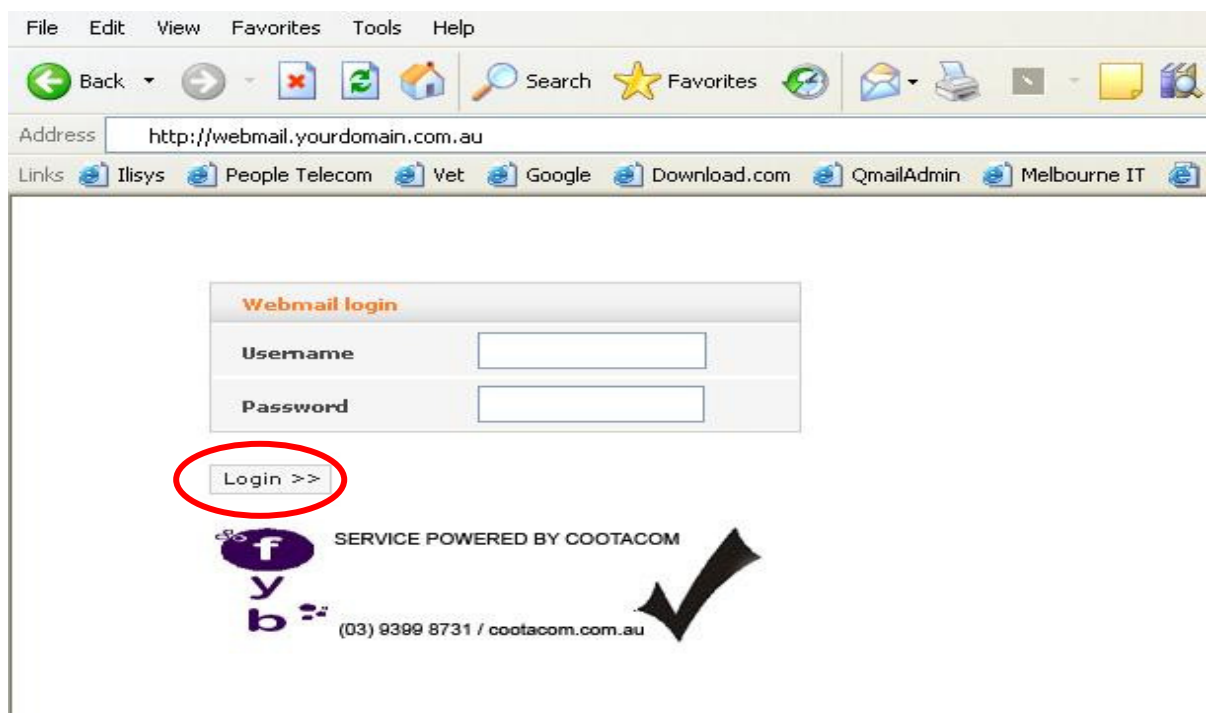 File Edit View Favorites Tools Help
Back Search Favorites
Address http://webmail.yourdomain.com.au
Links Ilisys People Telecom Vet Google Download.com QmailAdmin Melbourne IT
Webmail login
Username
Password
Login >>
SERVICE POWERED BY COOTACOM
f
y
b
(03) 9399 8731 / cootacom.com.au